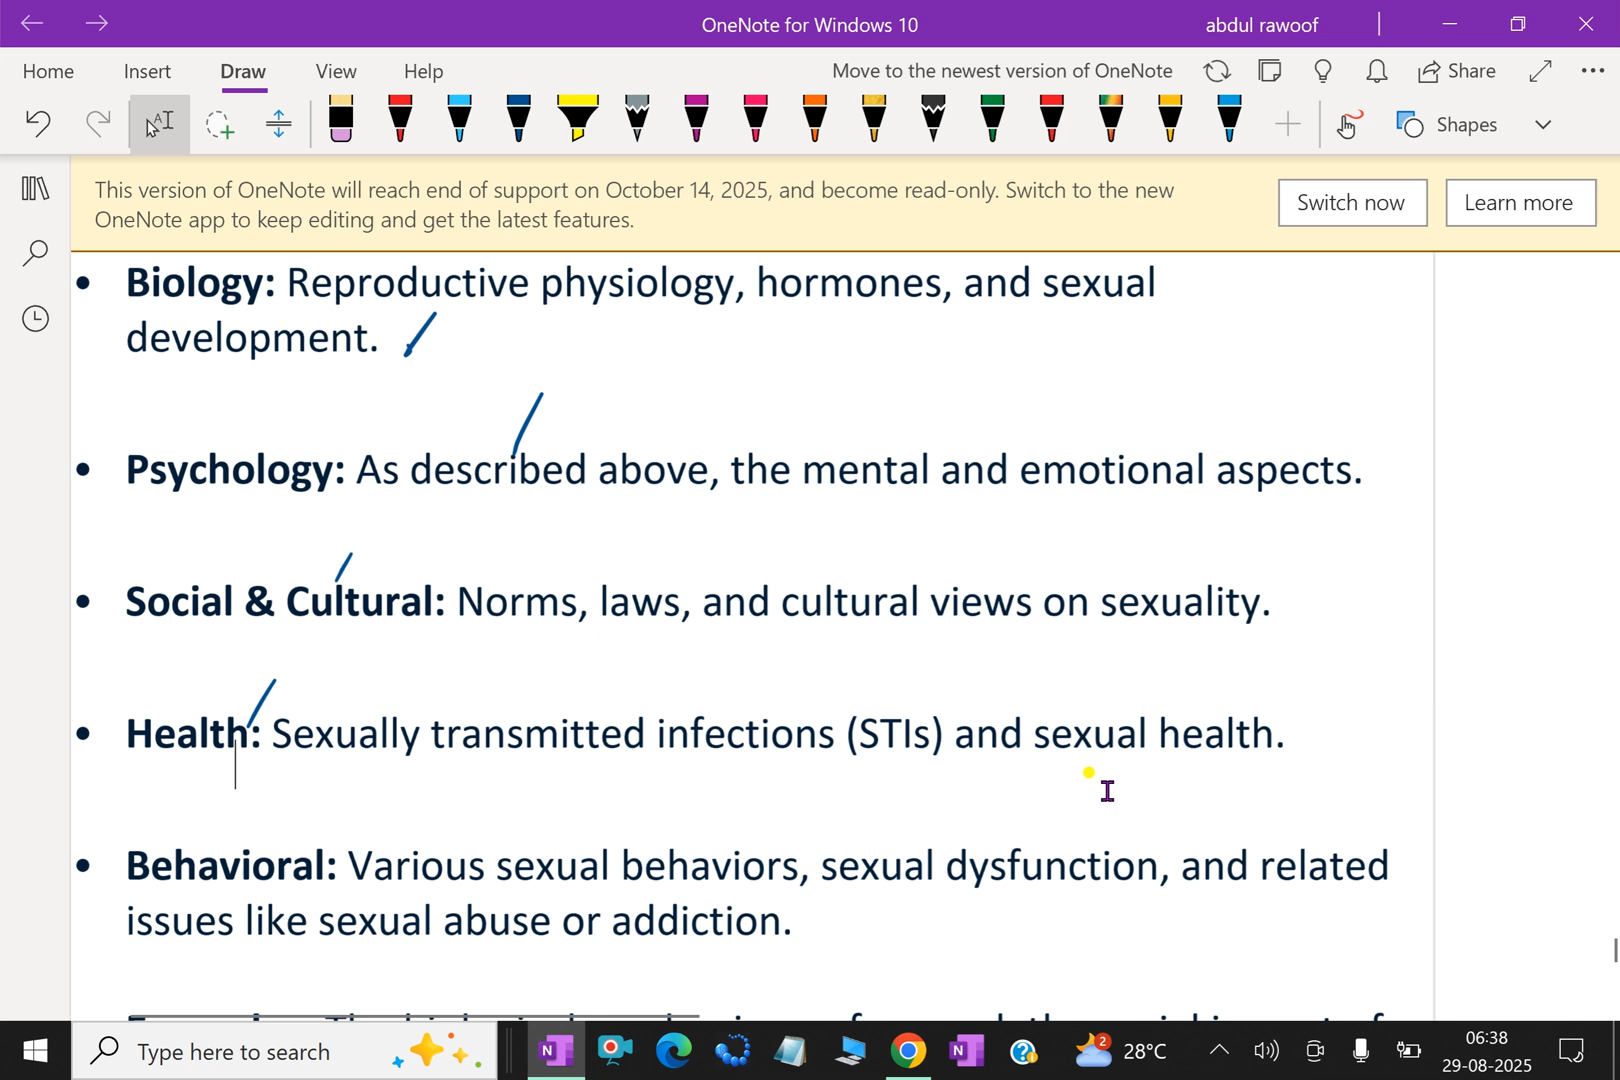 OneNote for Windows 10
abdul rawoof
Home Insert Draw View Help
Move to the newest version of OneNote
Share
Shapes
This version of OneNote will reach end of support on October 14, 2025, and become read-only. Switch to the new
OneNote app to keep editing and get the latest features.
Switch now
Learn more
• Biology: Reproductive physiology, hormones, and sexual
development.
• Psychology: As described above, the mental and emotional aspects.
• Social & Cultural: Norms, laws, and cultural views on sexuality.
• Health: Sexually transmitted infections (STIs) and sexual health.
• Behavioral: Various sexual behaviors, sexual dysfunction, and related
issues like sexual abuse or addiction.
Type here to search
2
28°C
06:38
29-08-2025